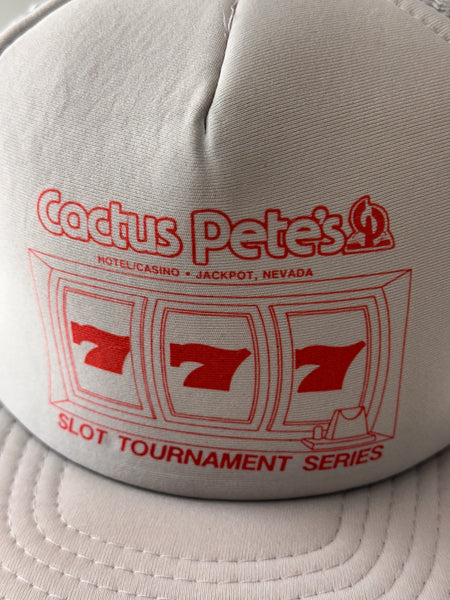 Cactus Pete's
HOTEL/CASINO • JACKPOT, NEVADA
7 7 7
SLOT TOURNAMENT SERIES